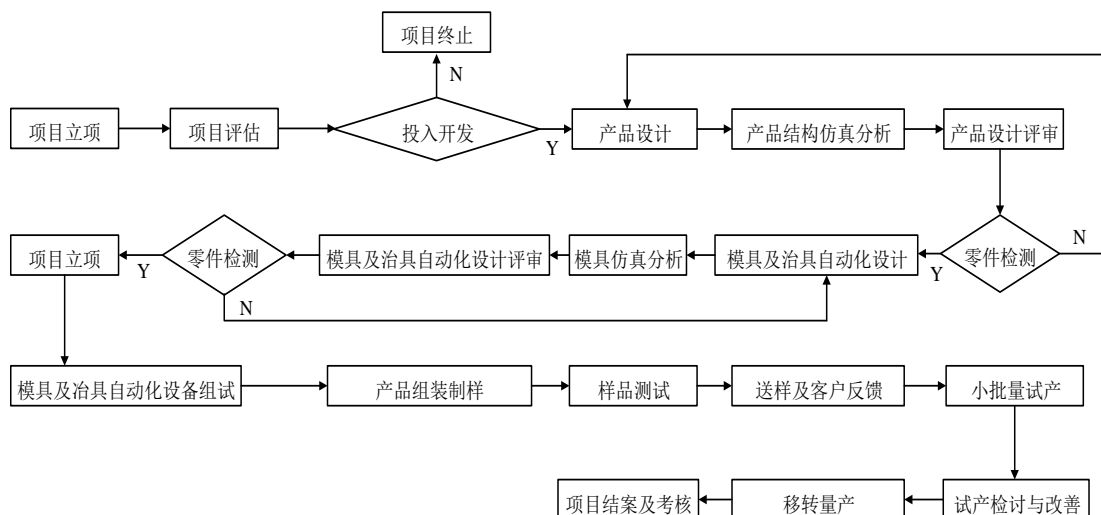 项目终止
N
项目立项
项目评估
投入开发
Y
产品设计
产品结构仿真分析
产品设计评审
项目立项
Y
零件检测
N
模具及治具自动化设计评审
模具仿真分析
模具及治具自动化设计
Y
零件检测
N
模具及冶具自动化设备组试
产品组装制样
样品测试
送样及客户反馈
小批量试产
项目结案及考核
移转量产
试产检讨与改善